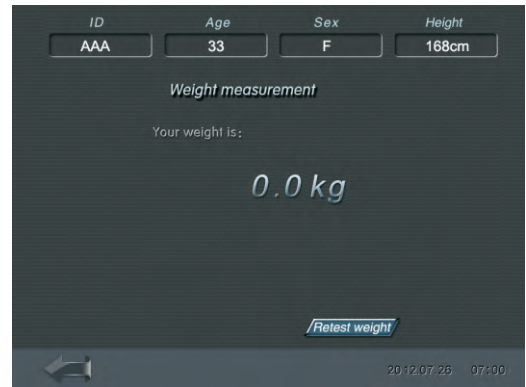 ID Age Sex Height
AAA 33 F 168cm
Weight measurement
Your weight is:
0.0 kg
Retest weight
2012.07.26 07:00